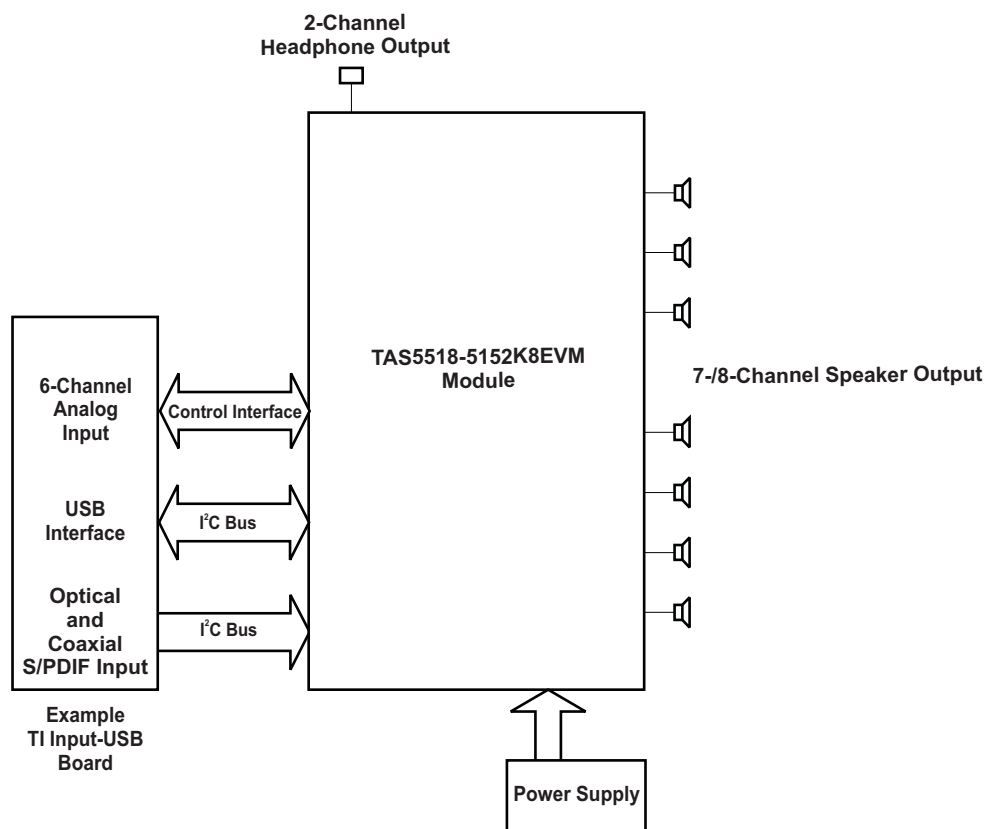 2-Channel
Headphone Output
TAS5518-5152K8EVM
Module
7-/8-Channel Speaker Output
6-Channel
Analog
Input
Control Interface
USB
Interface
I²C Bus
Optical
and
Coaxial
S/PDIF Input
I²C Bus
Example
TI Input-USB
Board
Power Supply